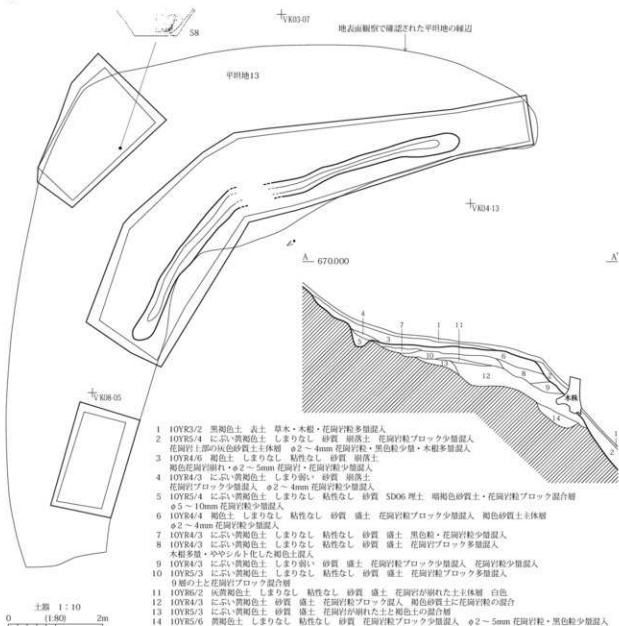 58
VK03-07
地表面観察で確認された平坦地の縁辺
平坦地13
VK04-13
A 670.000 A'
4 7 1 11
5 3 10 6
13 12 8
9
木株
14
1
2
VK08-05
1 10YR3/2 黒褐色土 表土 草木・木根・花崗岩粒多量混入
2 10YR5/4 にぶい黄褐色土 しまりなし 砂質 崩落土 花崗岩粒ブロック少量混入
花崗岩上部の灰色砂質土主体層 φ2~4mm花崗岩粒・黒色粒少量・木根多量混入
3 10YR4/6 褐色土 しまりなし 粘性なし 砂質 崩落土
褐色花崗岩崩れ・φ2~5mm花崗岩・花崗岩粒少量混入
4 10YR4/3 にぶい黄褐色土 しまり弱い 砂質 崩落土
花崗岩ブロック少量混入 φ2~4mm花崗岩粒少量混入
5 10YR5/4 にぶい黄褐色土 しまりなし 粘性なし 砂質 SD06埋土 暗褐色砂質土・花崗岩粒ブロック混合層
φ5~10mm花崗岩粒少量混入
6 10YR4/4 褐色土 しまりなし 粘性なし 砂質 盛土 花崗岩粒ブロック少量混入 褐色砂質土主体層
φ2~4mm花崗岩粒少量混入
7 10YR4/3 にぶい黄褐色土 しまりなし 粘性なし 砂質 盛土 黒色粒・花崗岩粒少量混入
8 10YR4/3 にぶい黄褐色土 しまりなし 粘性なし 砂質 盛土 花崗岩ブロック多量混入
木根多量・ややシルト化した褐色土混入
9 10YR4/3 にぶい黄褐色土 しまり弱い 砂質 盛土 花崗岩粒ブロック少量混入 花崗岩粒少量混入
10 10YR5/3 にぶい黄褐色土 しまりなし 粘性なし 砂質 盛土 花崗岩粒ブロック多量混入
9層の土と花崗岩ブロック混合層
11 10YR6/2 灰黄褐色土 しまりなし 粘性なし 砂質 盛土 花崗岩が崩れた土主体層 白色
12 10YR4/3 にぶい黄褐色土 砂質 盛土 花崗岩粒ブロック混入 褐色砂質土に花崗岩粒の混合
13 10YR5/3 にぶい黄褐色土 砂質 盛土 花崗岩が崩れた土と褐色土の混合層
14 10YR5/6 黄褐色土 しまりなし 粘性なし 砂質 花崗岩粒ブロック少量混入 φ2~5mm花崗岩粒・黒色粒少量混入
土器 1:10
0 (1:80) 2m